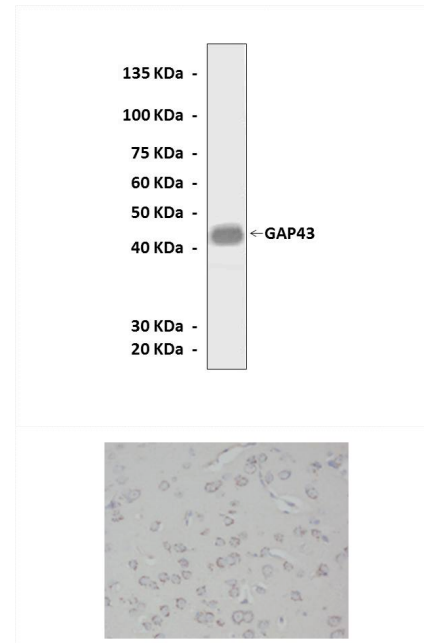 135 KDa -
100 KDa -
75 KDa -
60 KDa -
50 KDa -
←GAP43
40 KDa -
30 KDa -
20 KDa -